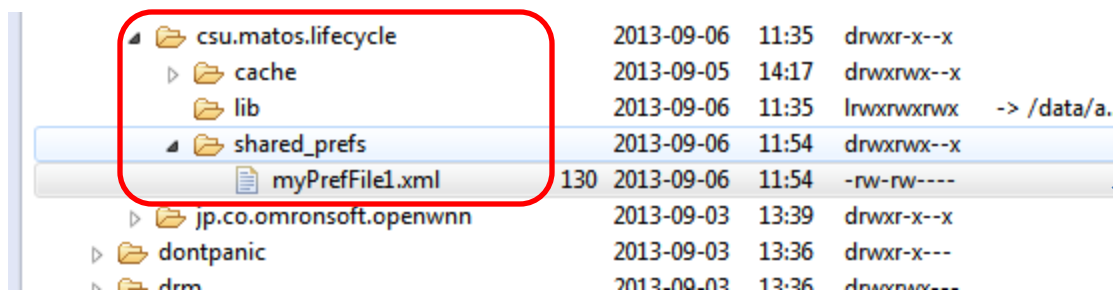 csu.matos.lifecycle 2013-09-06 11:35 drwxr-x--x
cache 2013-09-05 14:17 drwxrwx--x
lib 2013-09-06 11:35 lrwxrwxrwx -> /data/a..
shared_prefs 2013-09-06 11:54 drwxrwx--x
myPrefFile1.xml 130 2013-09-06 11:54 -rw-rw----
jp.co.omronsoft.openwnn 2013-09-03 13:39 drwxr-x--x
dontpanic 2013-09-03 13:36 drwxr-x---
drm 2013-09-03 13:36 drwxrwx---